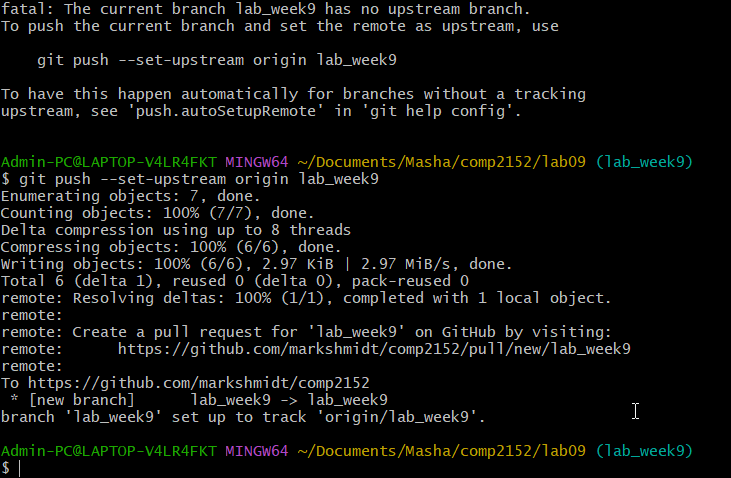 fatal: The current branch lab_week9 has no upstream branch.
To push the current branch and set the remote as upstream, use
    git push --set-upstream origin lab_week9
To have this happen automatically for branches without a tracking
upstream, see 'push.autoSetupRemote' in 'git help config'.
Admin-PC@LAPTOP-V4LR4FKT MINGW64 ~/Documents/Masha/comp2152/lab09 (lab_week9)
$ git push --set-upstream origin lab_week9
Enumerating objects: 7, done.
Counting objects: 100% (7/7), done.
Delta compression using up to 8 threads
Compressing objects: 100% (6/6), done.
Writing objects: 100% (6/6), 2.97 KiB | 2.97 MiB/s, done.
Total 6 (delta 1), reused 0 (delta 0), pack-reused 0
remote: Resolving deltas: 100% (1/1), completed with 1 local object.
remote:
remote: Create a pull request for 'lab_week9' on GitHub by visiting:
remote:      https://github.com/markshmidt/comp2152/pull/new/lab_week9
remote:
To https://github.com/markshmidt/comp2152
 * [new branch]      lab_week9 -> lab_week9
branch 'lab_week9' set up to track 'origin/lab_week9'.
Admin-PC@LAPTOP-V4LR4FKT MINGW64 ~/Documents/Masha/comp2152/lab09 (lab_week9)
$